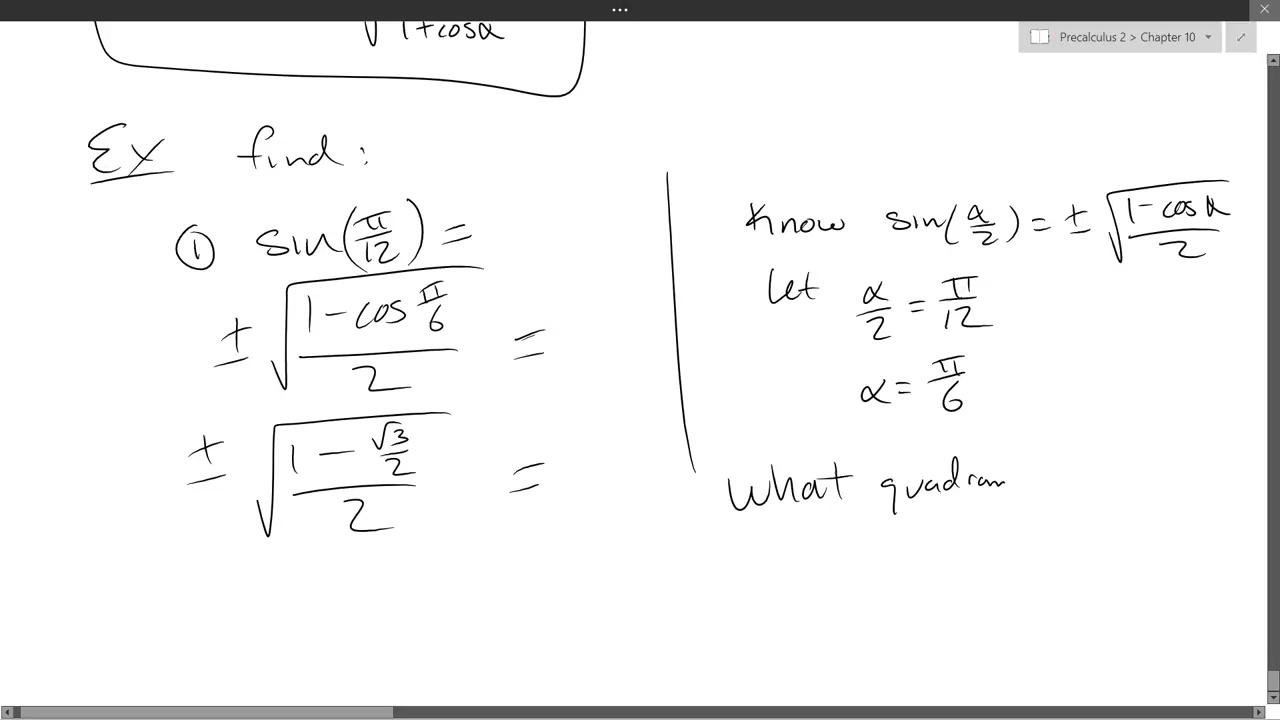 Precalculus 2 > Chapter 10
√1+cosα
Ex find:
① sin(π/12) =
± √((1 - cos π/6)/2) =
± √((1 - √3/2)/2) =
Know sin(α/2) = ± √((1 - cos α)/2)
let α/2 = π/12
α = π/6
What quadran